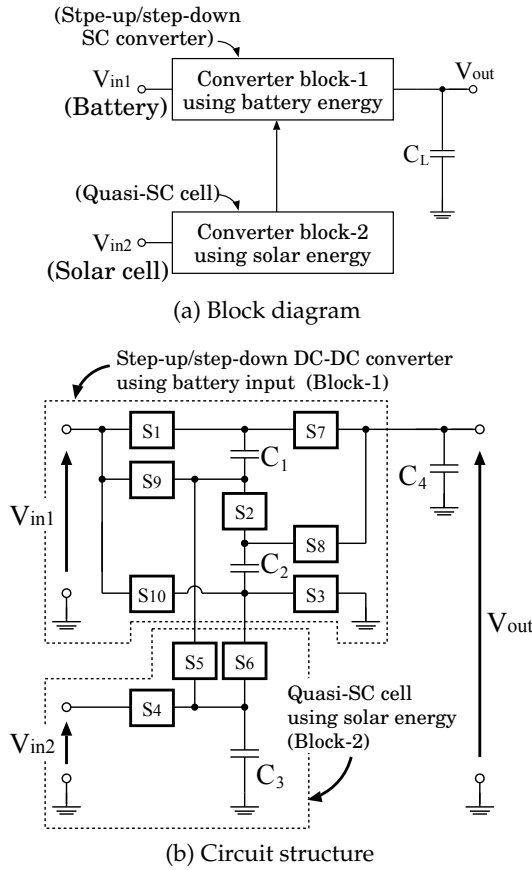 (Stpe-up/step-down
SC converter)
Vin1
(Battery)
Converter block-1
using battery energy
Vout
CL
(Quasi-SC cell)
Vin2
(Solar cell)
Converter block-2
using solar energy
(a) Block diagram
Step-up/step-down DC-DC converter
using battery input (Block-1)
S1
S7
C1
C4
S9
S2
Vin1
S8
C2
S10
S3
Vout
S5
S6
S4
Quasi-SC cell
using solar energy
(Block-2)
Vin2
C3
(b) Circuit structure